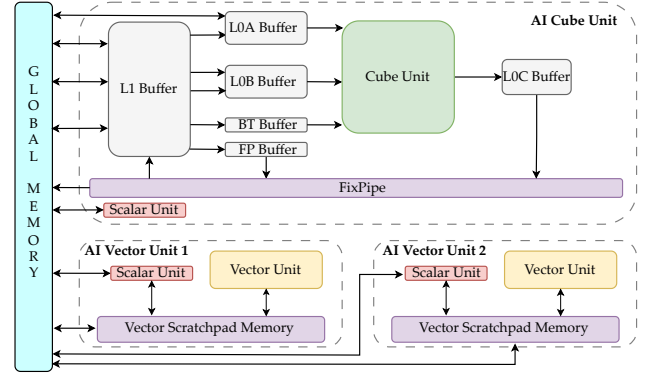 GLOBAL MEMORY
AI Cube Unit
L1 Buffer
L0A Buffer
L0B Buffer
BT Buffer
FP Buffer
Cube Unit
L0C Buffer
FixPipe
Scalar Unit
AI Vector Unit 1
Scalar Unit
Vector Unit
Vector Scratchpad Memory
AI Vector Unit 2
Scalar Unit
Vector Unit
Vector Scratchpad Memory